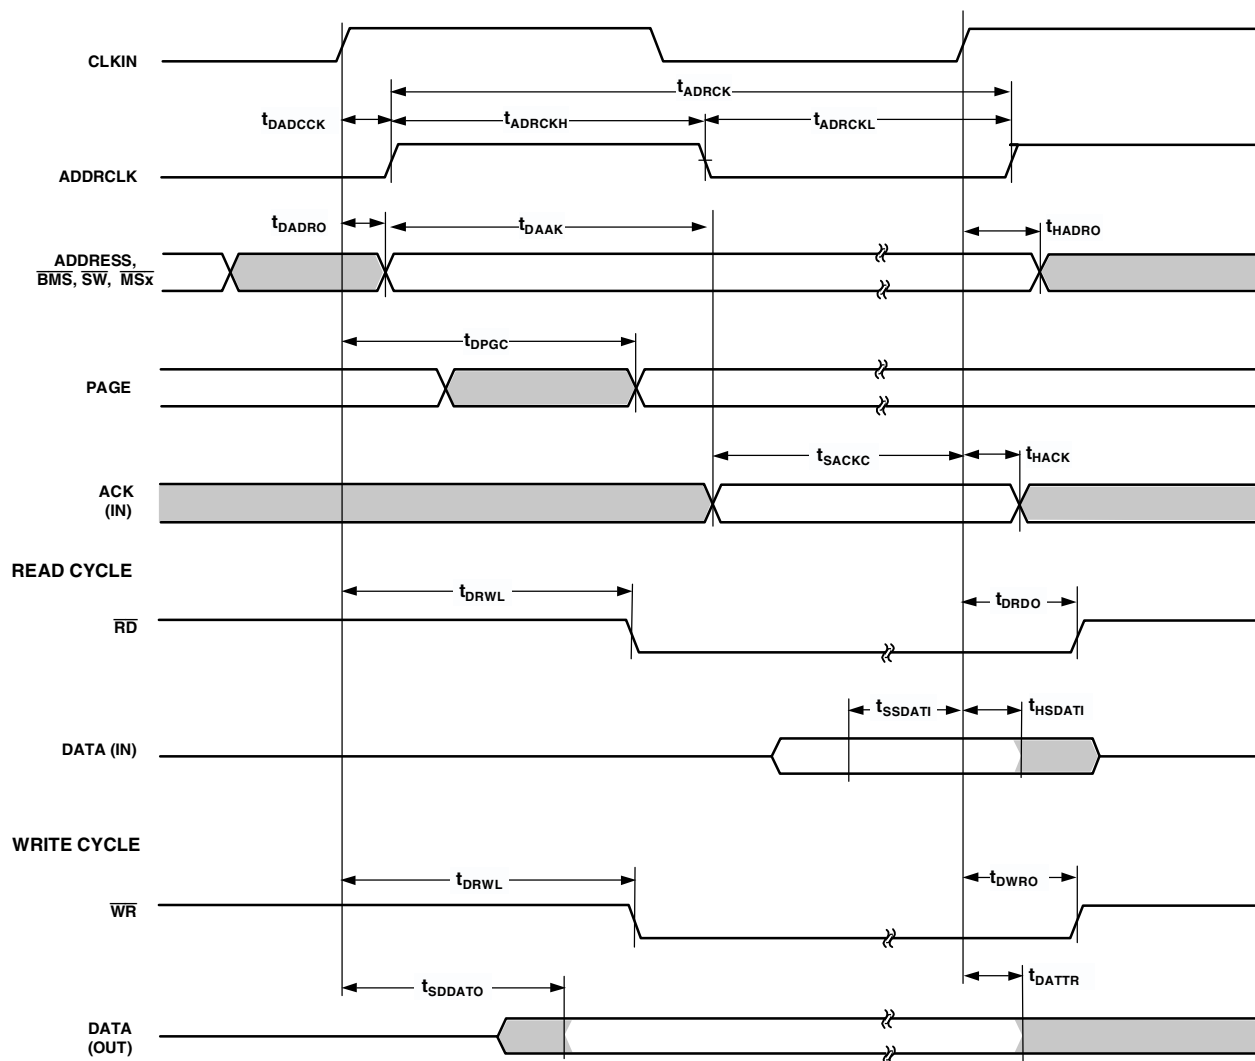 CLKIN
tADRCK
tDADCCK
tADRCKH
tADRCKL
ADDRCLK
tDADRO
tDAAK
tHADRO
ADDRESS,
BMS, SW, MSx
tDPGC
PAGE
tSACKC
tHACK
ACK
(IN)
READ CYCLE
tDRWL
tDRDO
RD
tSSDATI
tHSDATI
DATA (IN)
WRITE CYCLE
tDRWL
tDWRO
WR
tSDDATO
tDATTR
DATA
(OUT)